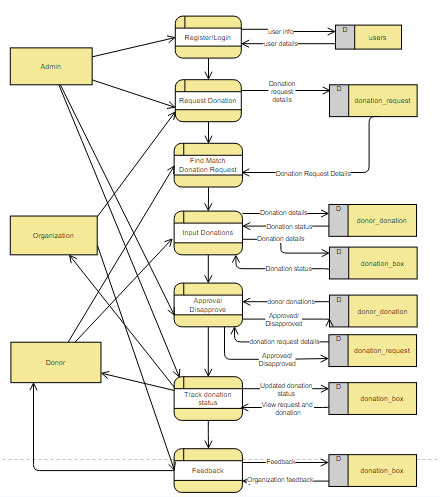 Register/Login
user info
user details
D
users
Admin
Request Donation
Donation
request
details
D
donation_request
Find Match
Donation Request
Donation Request Details
Organization
Input Donations
Donation details
Donation status
Donation details
Donation status
D
donor_donation
D
donation_box
Approve/
Disapprove
donor donations
Approved/
Disapproved
donation request details
Approved/
Disapproved
D
donor_donation
D
donation_request
Donor
Track donation
status
Updated donation
status
View request and
donation
D
donation_box
Feedback
Feedback
Organization feedback
D
donation_box